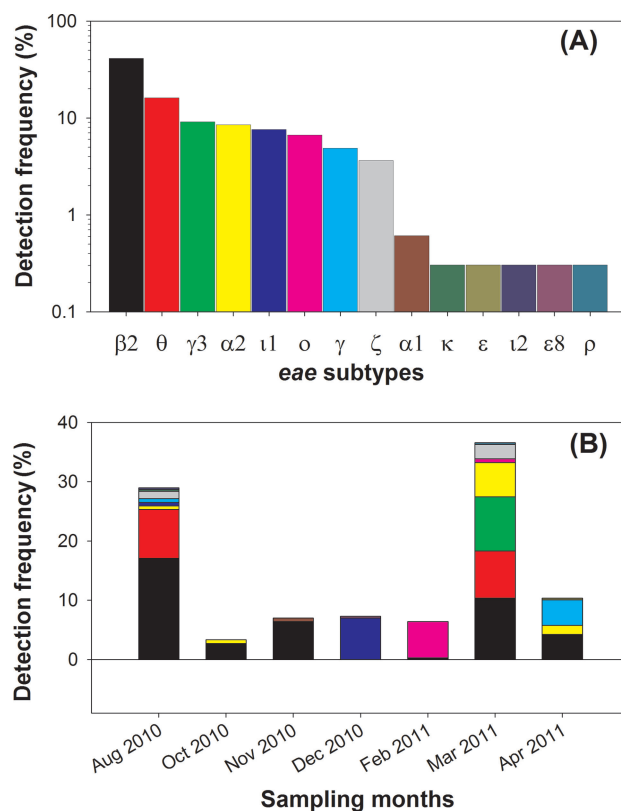 (A)
Detection frequency (%)
100
10
1
0.1
β2 θ γ3 α2 ι1 ο γ ζ α1 κ ε ι2 ε8 ρ
eae subtypes
(B)
Detection frequency (%)
40
30
20
10
0
Aug 2010 Oct 2010 Nov 2010 Dec 2010 Feb 2011 Mar 2011 Apr 2011
Sampling months